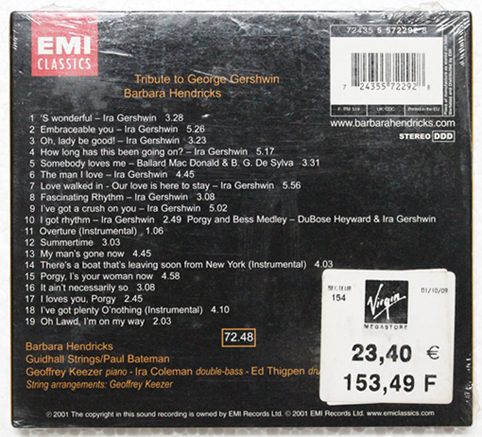 EMI
CLASSICS
72435 5 57229 2 8
7 24355 72292 8
F: PM 519 UK: CDC Printed in the EU
www.barbarahendricks.com
STEREO DDD
Tribute to George Gershwin
Barbara Hendricks
1 'S wonderful – Ira Gershwin 3.28
2 Embraceable you – Ira Gershwin 5.26
3 Oh, lady be good! – Ira Gershwin 3.23
4 How long has this been going on? – Ira Gershwin 5.17
5 Somebody loves me – Ballard Mac Donald & B. G. De Sylva 3.31
6 The man I love – Ira Gershwin 4.45
7 Love walked in - Our love is here to stay – Ira Gershwin 5.56
8 Fascinating Rhythm – Ira Gershwin 3.08
9 I've got a crush on you – Ira Gershwin 5.02
10 I got rhythm – Ira Gershwin 2.49 Porgy and Bess Medley – DuBose Heyward & Ira Gershwin
11 Overture (Instrumental) 1.06
12 Summertime 3.03
13 My man's gone now 4.45
14 There's a boat that's leaving soon from New York (Instrumental) 4.03
15 Porgy, I's your woman now 4.58
16 It ain't necessarily so 3.08
17 I loves you, Porgy 2.45
18 I've got plenty O'nothing (Instrumental) 4.10
19 Oh Lawd, I'm on my way 2.03
72.48
Barbara Hendricks
Guidhall Strings/Paul Bateman
Geoffrey Keezer piano - Ira Coleman double-bass - Ed Thigpen
String arrangements: Geoffrey Keezer
SECTEUR
154
Virgin
MEGASTORE
23,40 €
153,49 F
℗ 2001 The copyright in this sound recording is owned by EMI Records Ltd. © 2001 EMI Records Ltd. www.emiclassics.com